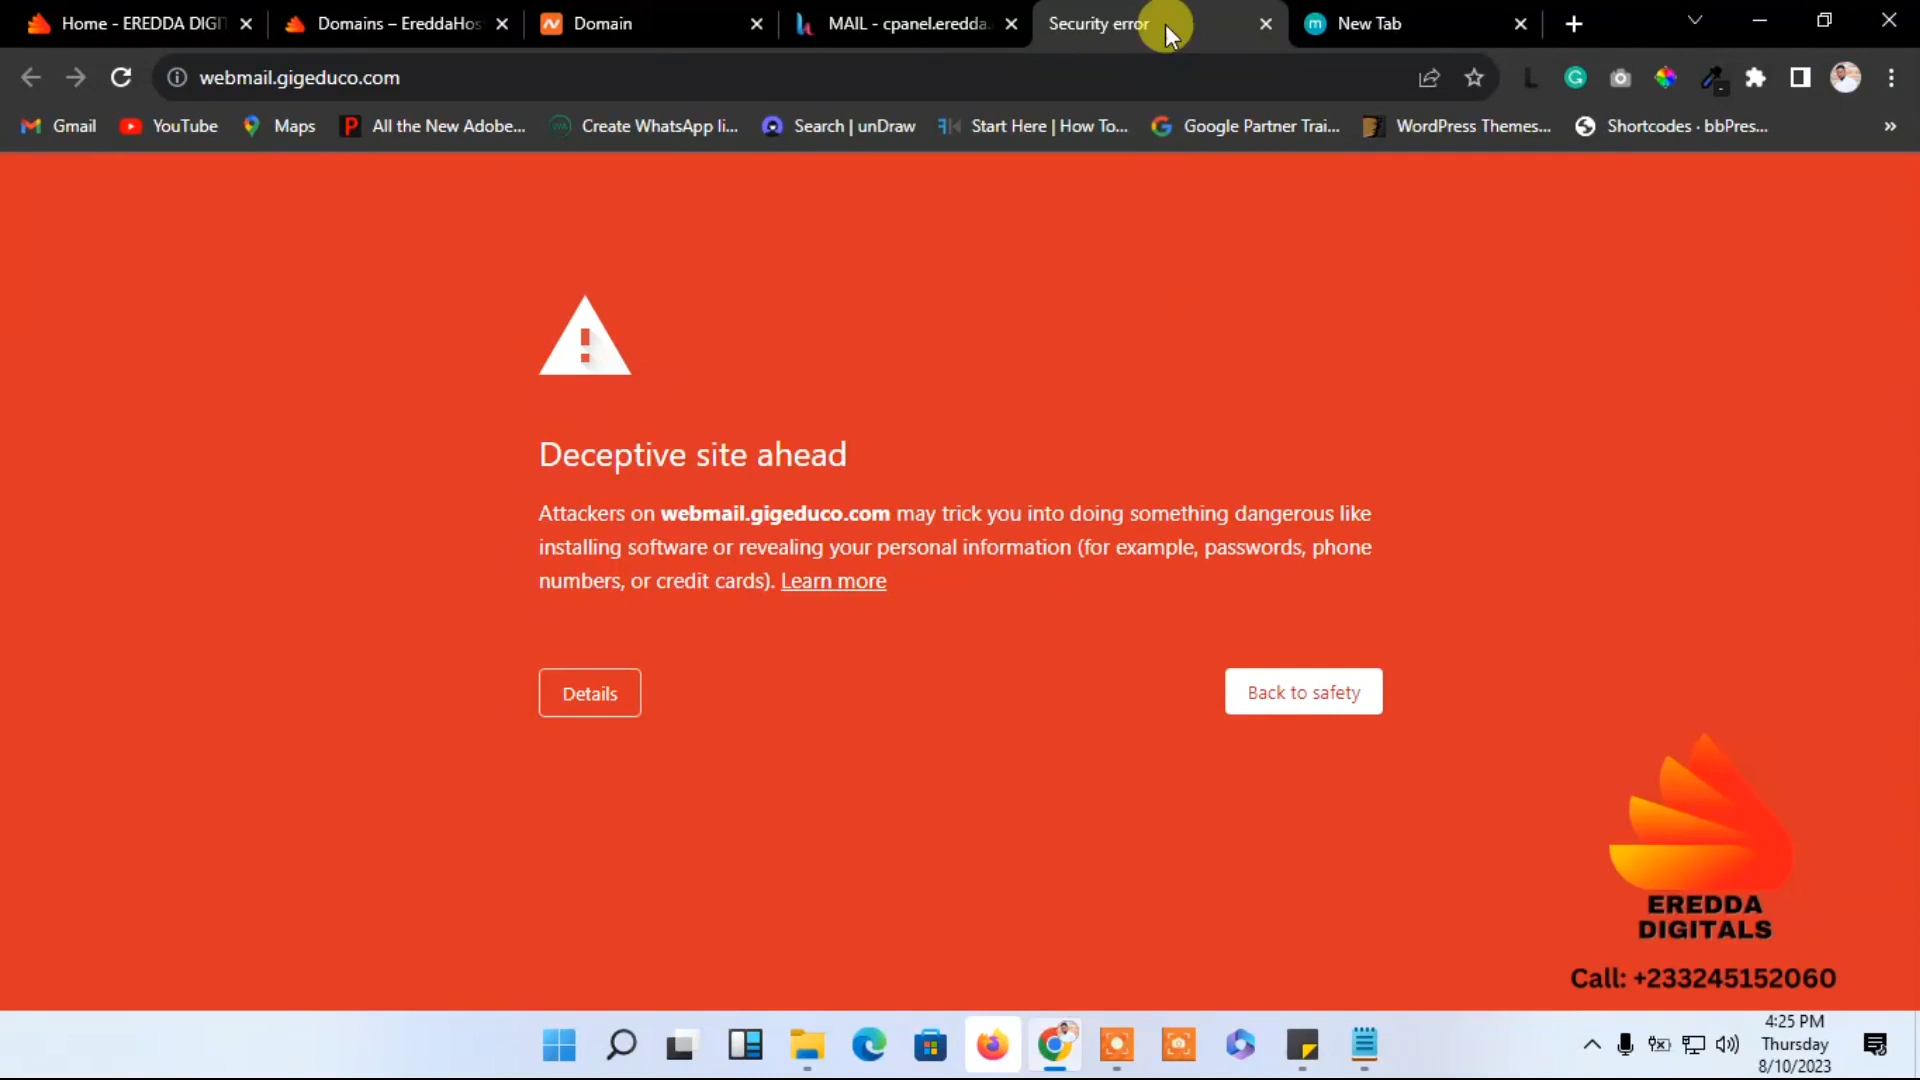 Home - EREDDA DIGIT
Domains – EreddaHos
Domain
MAIL - cpanel.eredda.
Security error
New Tab
webmail.gigeduco.com
Gmail
YouTube
Maps
All the New Adobe...
Create WhatsApp li...
Search | unDraw
Start Here | How To...
Google Partner Trai...
WordPress Themes...
Shortcodes · bbPres...
Deceptive site ahead
Attackers on webmail.gigeduco.com may trick you into doing something dangerous like
installing software or revealing your personal information (for example, passwords, phone
numbers, or credit cards). Learn more
Details
Back to safety
EREDDA
DIGITALS
Call: +233245152060
4:25 PM
Thursday
8/10/2023